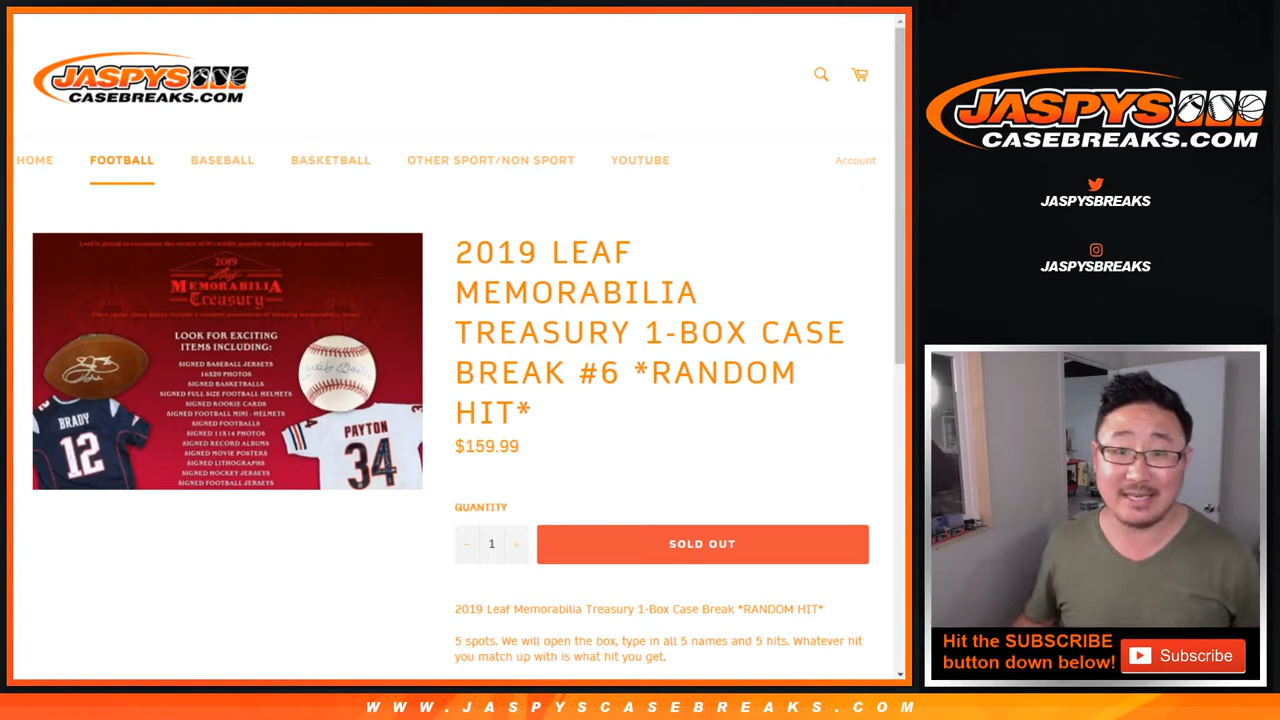 JASPYS
CASEBREAKS.COM
HOME
FOOTBALL
BASEBALL
BASKETBALL
OTHER SPORT/NON SPORT
YOUTUBE
Account
2019
Leaf
MEMORABILIA
Treasury
LOOK FOR EXCITING
ITEMS INCLUDING:
SIGNED BASEBALL JERSEYS
16X20 PHOTOS
SIGNED BASKETBALLS
SIGNED FULL SIZE FOOTBALL HELMETS
SIGNED ROOKIE CARDS
SIGNED FOOTBALL MINI - HELMETS
SIGNED FOOTBALLS
SIGNED 11X14 PHOTOS
SIGNED RECORD ALBUMS
SIGNED MOVIE POSTERS
SIGNED LITHOGRAPHS
SIGNED HOCKEY JERSEYS
SIGNED FOOTBALL JERSEYS
BRADY
12
PAYTON
34
2019 LEAF
MEMORABILIA
TREASURY 1-BOX CASE
BREAK #6 *RANDOM
HIT*
$159.99
QUANTITY
− 1 +
SOLD OUT
2019 Leaf Memorabilia Treasury 1-Box Case Break *RANDOM HIT*
5 spots. We will open the box, type in all 5 names and 5 hits. Whatever hit
you match up with is what hit you get.
JASPYS
CASEBREAKS.COM
JASPYSBREAKS
JASPYSBREAKS
Hit the SUBSCRIBE
button down below!
Subscribe
WWW.JASPYSCASEBREAKS.COM